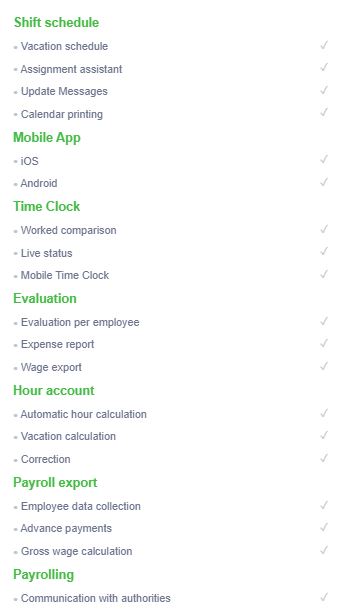 Shift schedule
• Vacation schedule ✓
• Assignment assistant ✓
• Update Messages ✓
• Calendar printing ✓
Mobile App
• iOS ✓
• Android ✓
Time Clock
• Worked comparison ✓
• Live status ✓
• Mobile Time Clock ✓
Evaluation
• Evaluation per employee ✓
• Expense report ✓
• Wage export ✓
Hour account
• Automatic hour calculation ✓
• Vacation calculation ✓
• Correction ✓
Payroll export
• Employee data collection ✓
• Advance payments ✓
• Gross wage calculation ✓
Payrolling
• Communication with authorities ✓